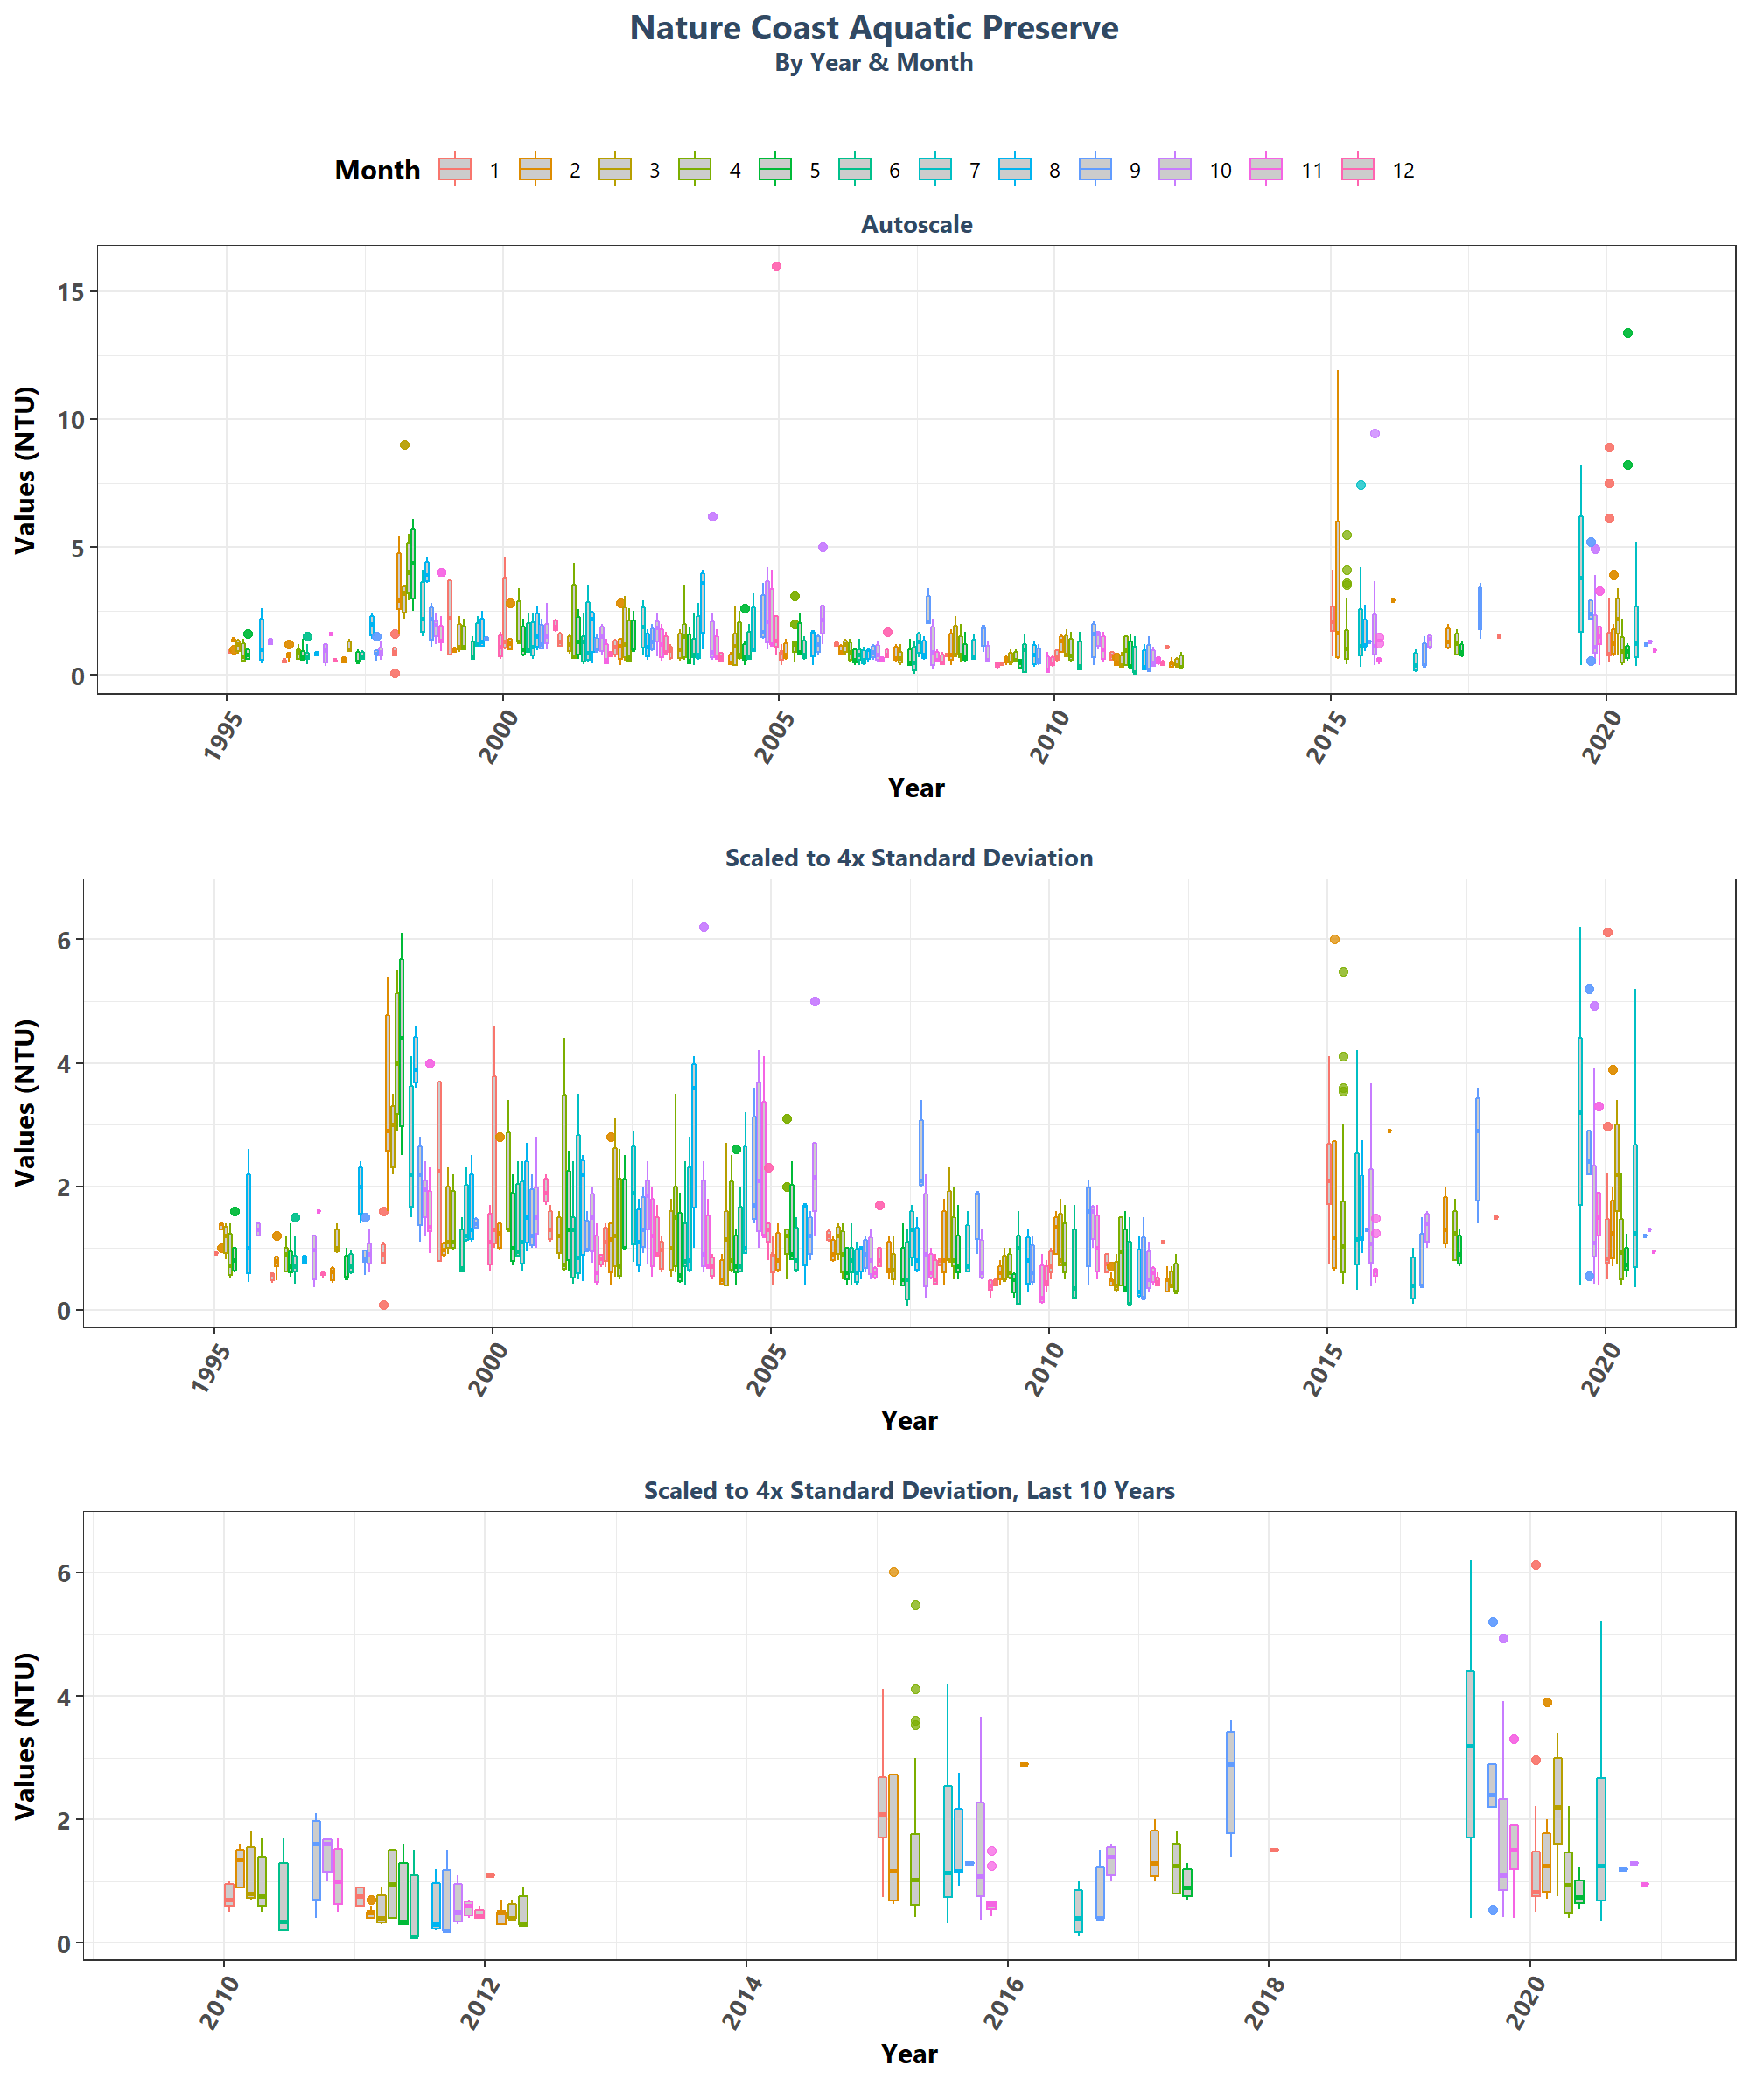 Nature Coast Aquatic Preserve
By Year & Month
Month 1 2 3 4 5 6 7 8 9 10 11 12
Autoscale
Values (NTU)
15
10
5
0
1995 2000 2005 2010 2015 2020
Year
Scaled to 4x Standard Deviation
Values (NTU)
6
4
2
0
1995 2000 2005 2010 2015 2020
Year
Scaled to 4x Standard Deviation, Last 10 Years
Values (NTU)
6
4
2
0
2010 2012 2014 2016 2018 2020
Year